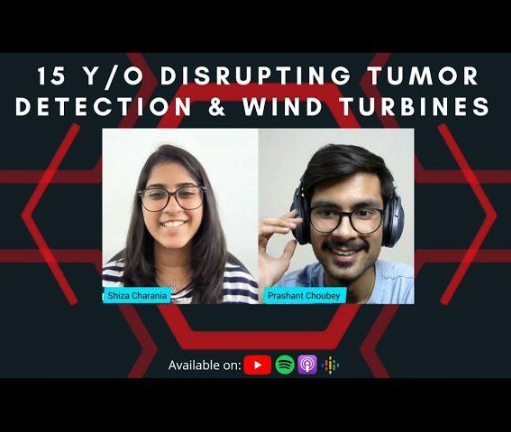 15 Y/O DISRUPTING TUMOR
DETECTION & WIND TURBINES
Shiza Charania
Prashant Choubey
Available on: